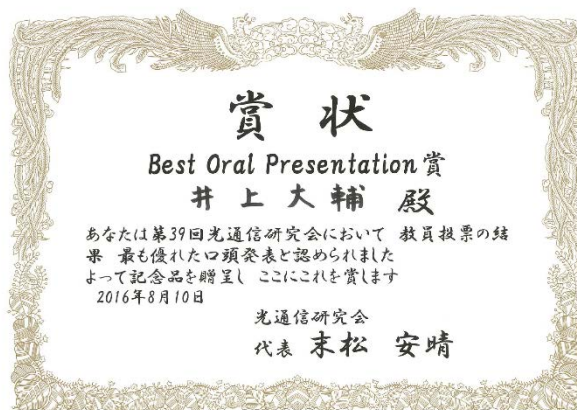 賞状
Best Oral Presentation賞
井上大輔 殿
あなたは第39回光通信研究会において 教員投票の結
果 最も優れた口頭発表と認められました
よって記念品を贈呈し ここにこれを賞します
2016年8月10日
光通信研究会
代表 末松 安晴